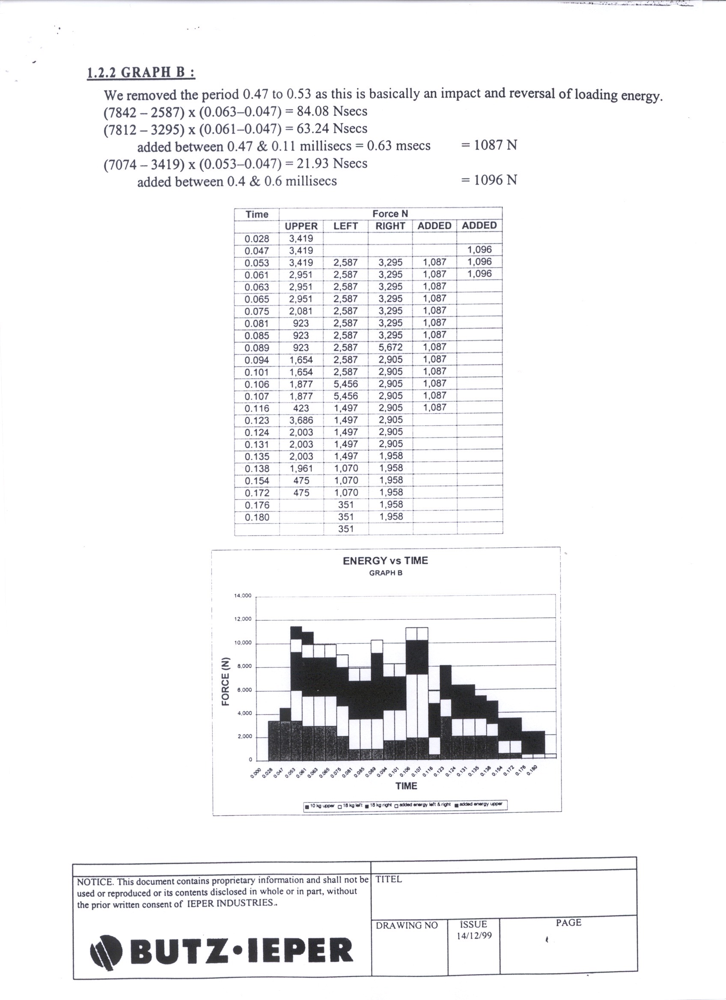 1.2.2 GRAPH B :
We removed the period 0.47 to 0.53 as this is basically an impact and reversal of loading energy.
(7842 – 2587) x (0.063–0.047) = 84.08 Nsecs
(7812 – 3295) x (0.061–0.047) = 63.24 Nsecs
added between 0.47 & 0.11 millisecs = 0.63 msecs = 1087 N
(7074 – 3419) x (0.053–0.047) = 21.93 Nsecs
added between 0.4 & 0.6 millisecs = 1096 N
Time Force N
UPPER LEFT RIGHT ADDED ADDED
0.028 3,419
0.047 3,419 1,096
0.053 3,419 2,587 3,295 1,087 1,096
0.061 2,951 2,587 3,295 1,087 1,096
0.063 2,951 2,587 3,295 1,087
0.065 2,951 2,587 3,295 1,087
0.075 2,081 2,587 3,295 1,087
0.081 923 2,587 3,295 1,087
0.085 923 2,587 3,295 1,087
0.089 923 2,587 5,672 1,087
0.094 1,654 2,587 2,905 1,087
0.101 1,654 2,587 2,905 1,087
0.106 1,877 5,456 2,905 1,087
0.107 1,877 5,456 2,905 1,087
0.116 423 1,497 2,905 1,087
0.123 3,686 1,497 2,905
0.124 2,003 1,497 2,905
0.131 2,003 1,497 2,905
0.135 2,003 1,497 1,958
0.138 1,961 1,070 1,958
0.154 475 1,070 1,958
0.172 475 1,070 1,958
0.176 351 1,958
0.180 351 1,958
351
ENERGY vs TIME
GRAPH B
14,000
12,000
10,000
8,000
6,000
4,000
2,000
0
FORCE (N)
0.000 0.028 0.047 0.053 0.061 0.063 0.065 0.075 0.081 0.085 0.089 0.094 0.101 0.106 0.107 0.116 0.123 0.124 0.131 0.135 0.138 0.154 0.172 0.176 0.180
TIME
10 kg upper 18 kg left 18 kg right added energy left & right added energy upper
NOTICE. This document contains proprietary information and shall not be
used or reproduced or its contents disclosed in whole or in part, without
the prior written consent of IEPER INDUSTRIES..
TITEL
DRAWING NO
ISSUE
14/12/99
PAGE
BUTZ•IEPER